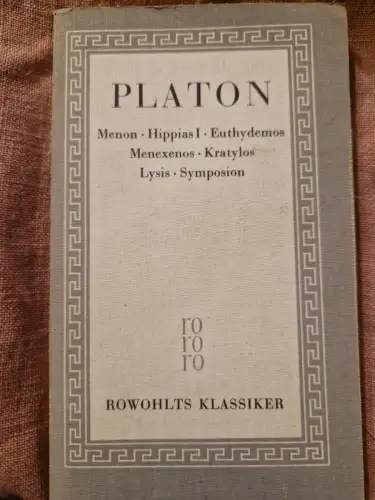 PLATON
Menon · Hippias I · Euthydemos
Menexenos · Kratylos
Lysis · Symposion
ro
ro
ro
ROWOHLTS KLASSIKER